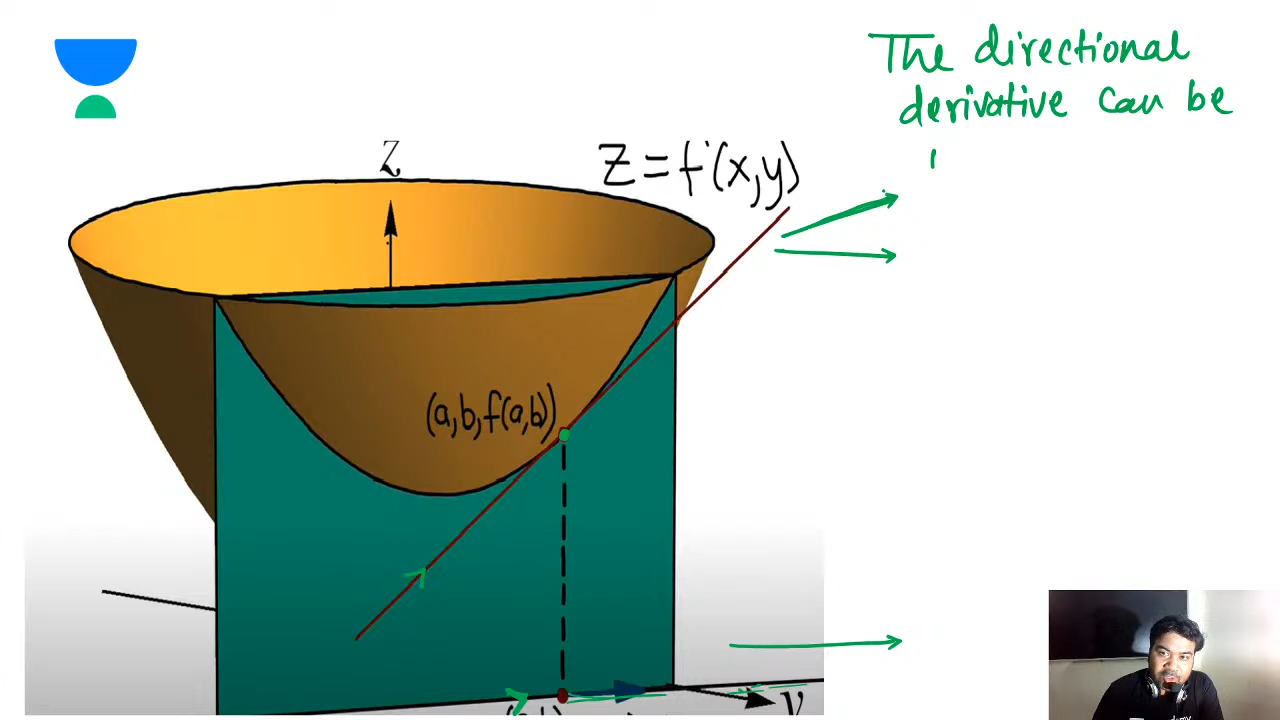 The directional
derivative can be
Z
Z = f(x,y)
(a,b,f(a,b))